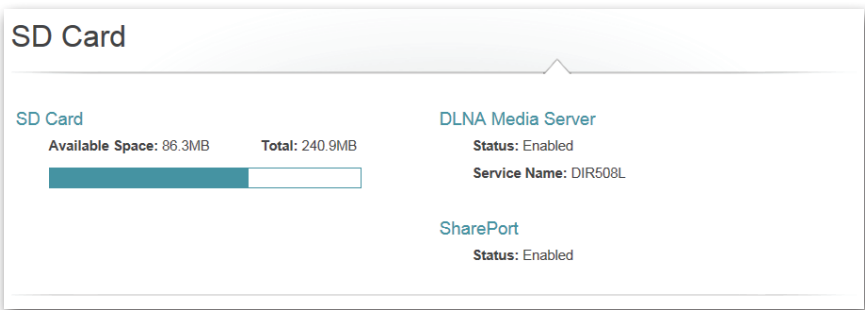 SD Card
SD Card
Available Space: 86.3MB Total: 240.9MB
DLNA Media Server
Status: Enabled
Service Name: DIR508L
SharePort
Status: Enabled